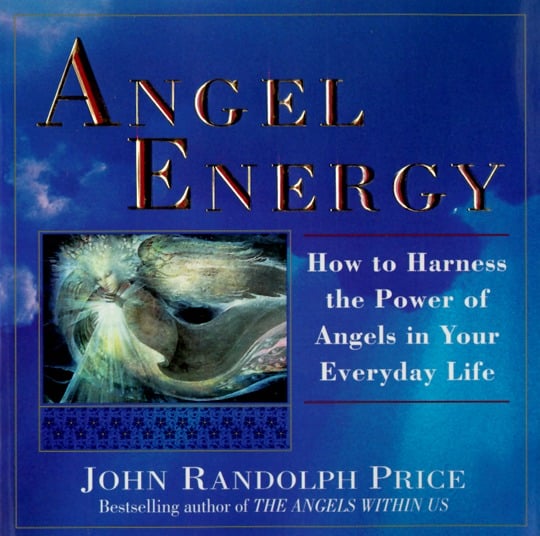 ANGEL
ENERGY
How to Harness
the Power of
Angels in Your
Everyday Life
JOHN RANDOLPH PRICE
Bestselling author of THE ANGELS WITHIN US